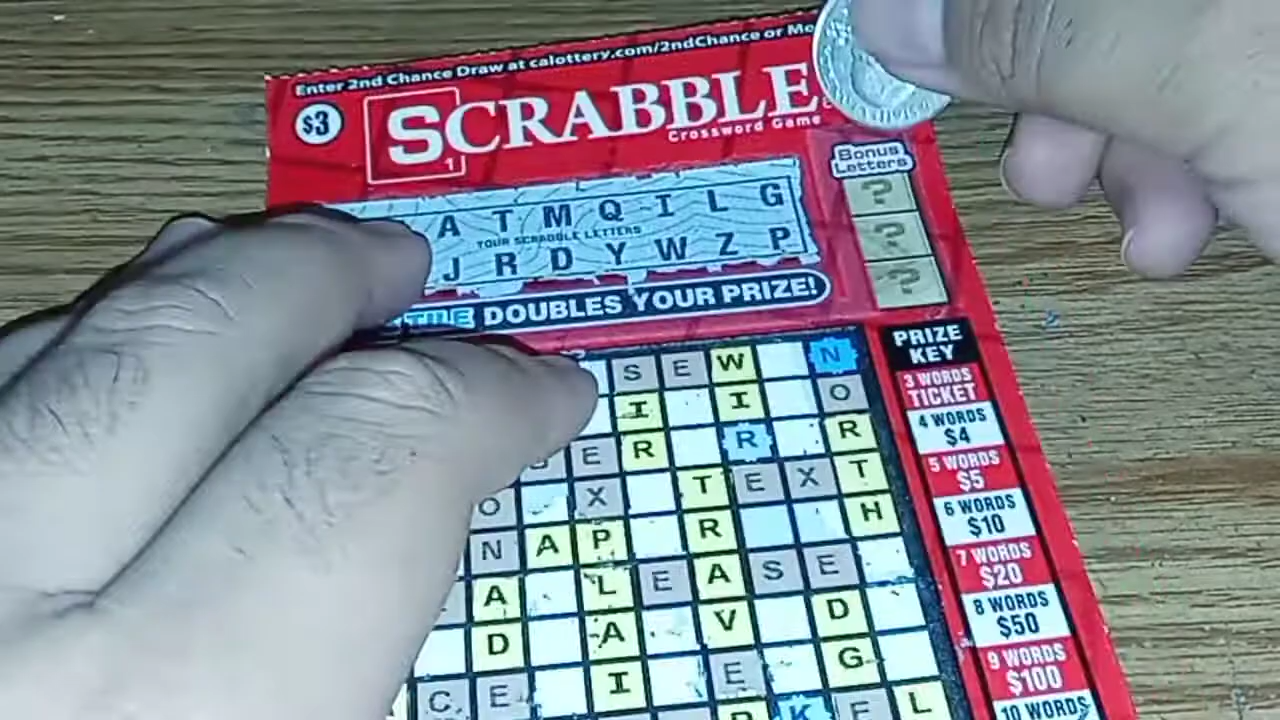 Enter 2nd Chance Draw at calottery.com/2ndChance or Mo
$3
SCRABBLE
1
Crossword Game
Bonus Letters
?
?
?
A T M Q I L G
YOUR SCRABBLE LETTERS
J R D Y W Z P
TILE DOUBLES YOUR PRIZE!
PRIZE KEY
3 WORDS TICKET
4 WORDS $4
5 WORDS $5
6 WORDS $10
7 WORDS $20
8 WORDS $50
9 WORDS $100
10 WORDS
S E W N
I I O
E R R R
O X T E X T
N A P R H
A L E A S E
D A V D
I E G
C E K E L